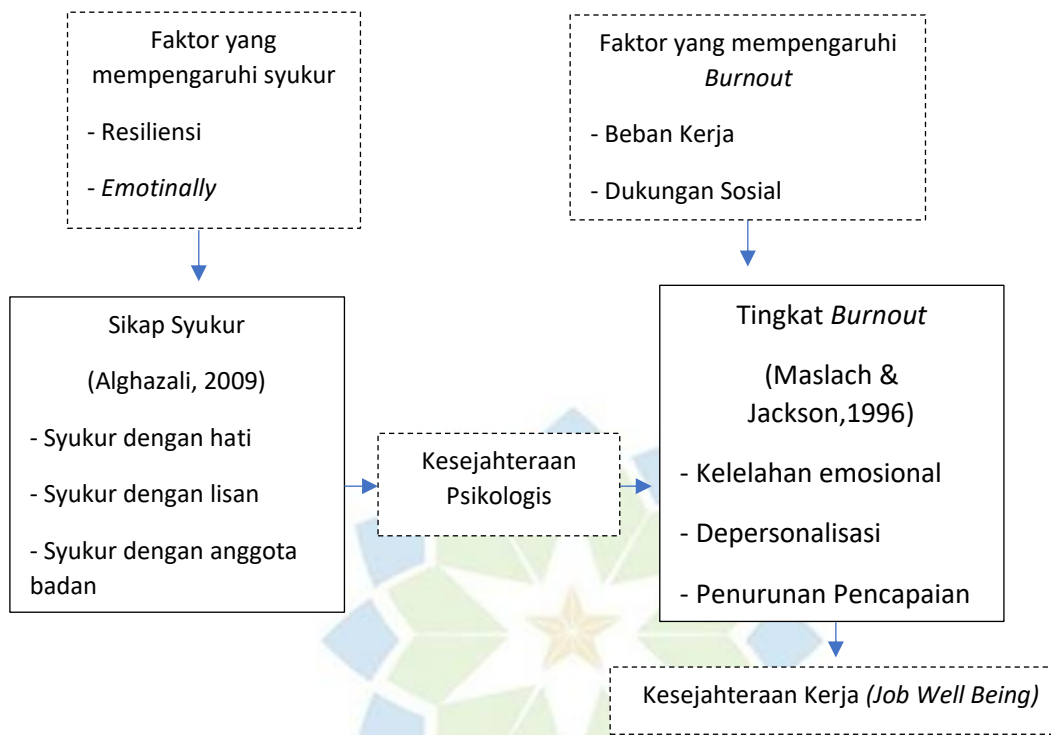 Faktor yang
mempengaruhi syukur
- Resiliensi
- Emotinally
Faktor yang mempengaruhi
Burnout
- Beban Kerja
- Dukungan Sosial
Sikap Syukur
(Alghazali, 2009)
- Syukur dengan hati
- Syukur dengan lisan
- Syukur dengan anggota
badan
Kesejahteraan
Psikologis
Tingkat Burnout
(Maslach &
Jackson,1996)
- Kelelahan emosional
- Depersonalisasi
- Penurunan Pencapaian
Kesejahteraan Kerja (Job Well Being)